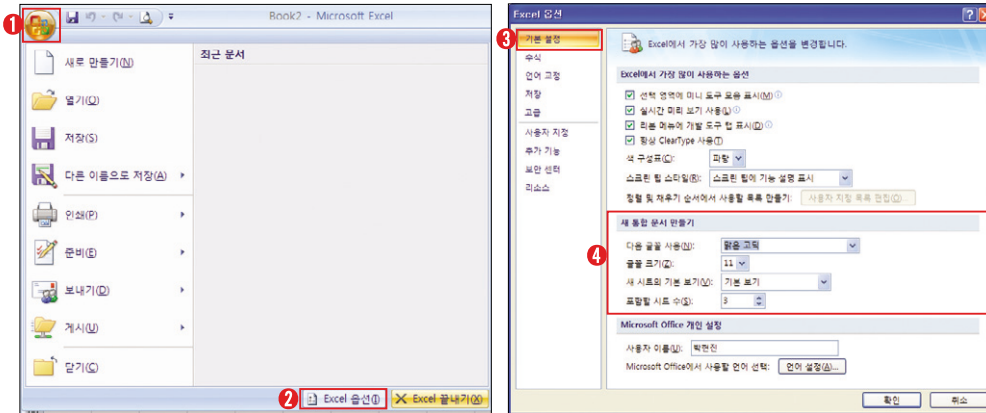 1
Book2 - Microsoft Excel
새로 만들기(N)
최근 문서
열기(O)
저장(S)
다른 이름으로 저장(A)
인쇄(P)
준비(E)
보내기(D)
게시(U)
닫기(C)
2
Excel 옵션(I)
Excel 끝내기(X)
Excel 옵션
3
기본 설정
수식
언어 교정
저장
고급
사용자 지정
추가 기능
보안 센터
리소스
Excel에서 가장 많이 사용하는 옵션을 변경합니다.
Excel에서 가장 많이 사용하는 옵션
선택 영역에 미니 도구 모음 표시(M)
실시간 미리 보기 사용(L)
리본 메뉴에 개발 도구 탭 표시(D)
항상 ClearType 사용(T)
색 구성표(C): 파랑
스크린 팁 스타일(R): 스크린 팁에 기능 설명 표시
정렬 및 채우기 순서에서 사용할 목록 만들기: 사용자 지정 목록 편집(O)...
4
새 통합 문서 만들기
다음 글꼴 사용(N): 맑은 고딕
글꼴 크기(Z): 11
새 시트의 기본 보기(V): 기본 보기
포함할 시트 수(S): 3
Microsoft Office 개인 설정
사용자 이름(U): 박현진
Microsoft Office에서 사용할 언어 선택: 언어 설정(A)...
확인
취소